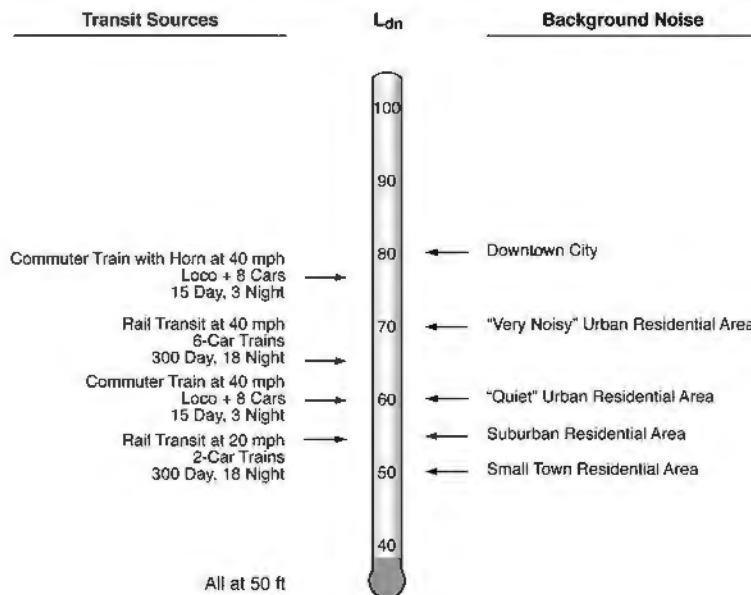 Transit Sources
Ldn
Background Noise
100
90
80
70
60
50
40
Commuter Train with Horn at 40 mph
Loco + 8 Cars
15 Day, 3 Night
Rail Transit at 40 mph
6-Car Trains
300 Day, 18 Night
Commuter Train at 40 mph
Loco + 8 Cars
15 Day, 3 Night
Rail Transit at 20 mph
2-Car Trains
300 Day, 18 Night
All at 50 ft
Downtown City
"Very Noisy" Urban Residential Area
"Quiet" Urban Residential Area
Suburban Residential Area
Small Town Residential Area